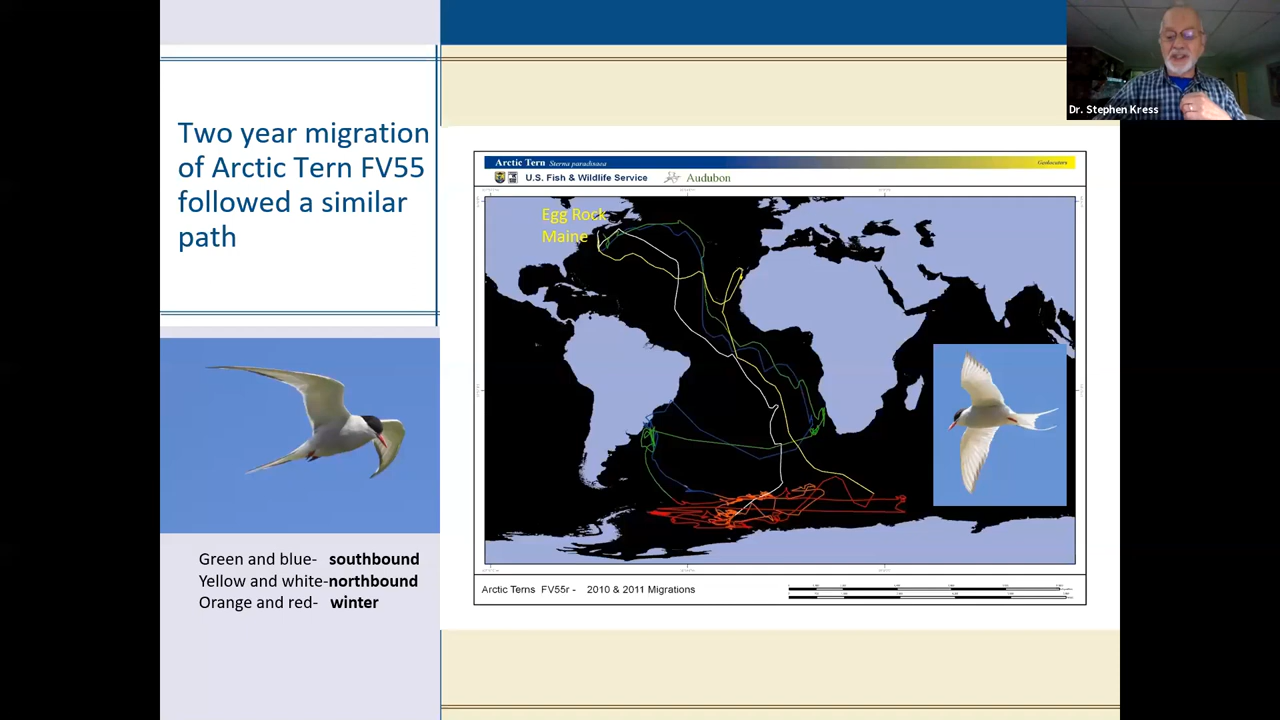 Two year migration
of Arctic Tern FV55
followed a similar
path
Green and blue- southbound
Yellow and white-northbound
Orange and red- winter
Arctic Tern Sterna paradisaea
Geolocators
U.S. Fish & Wildlife Service Audubon
Egg Rock
Maine
Arctic Terns FV55r - 2010 & 2011 Migrations
Dr. Stephen Kress